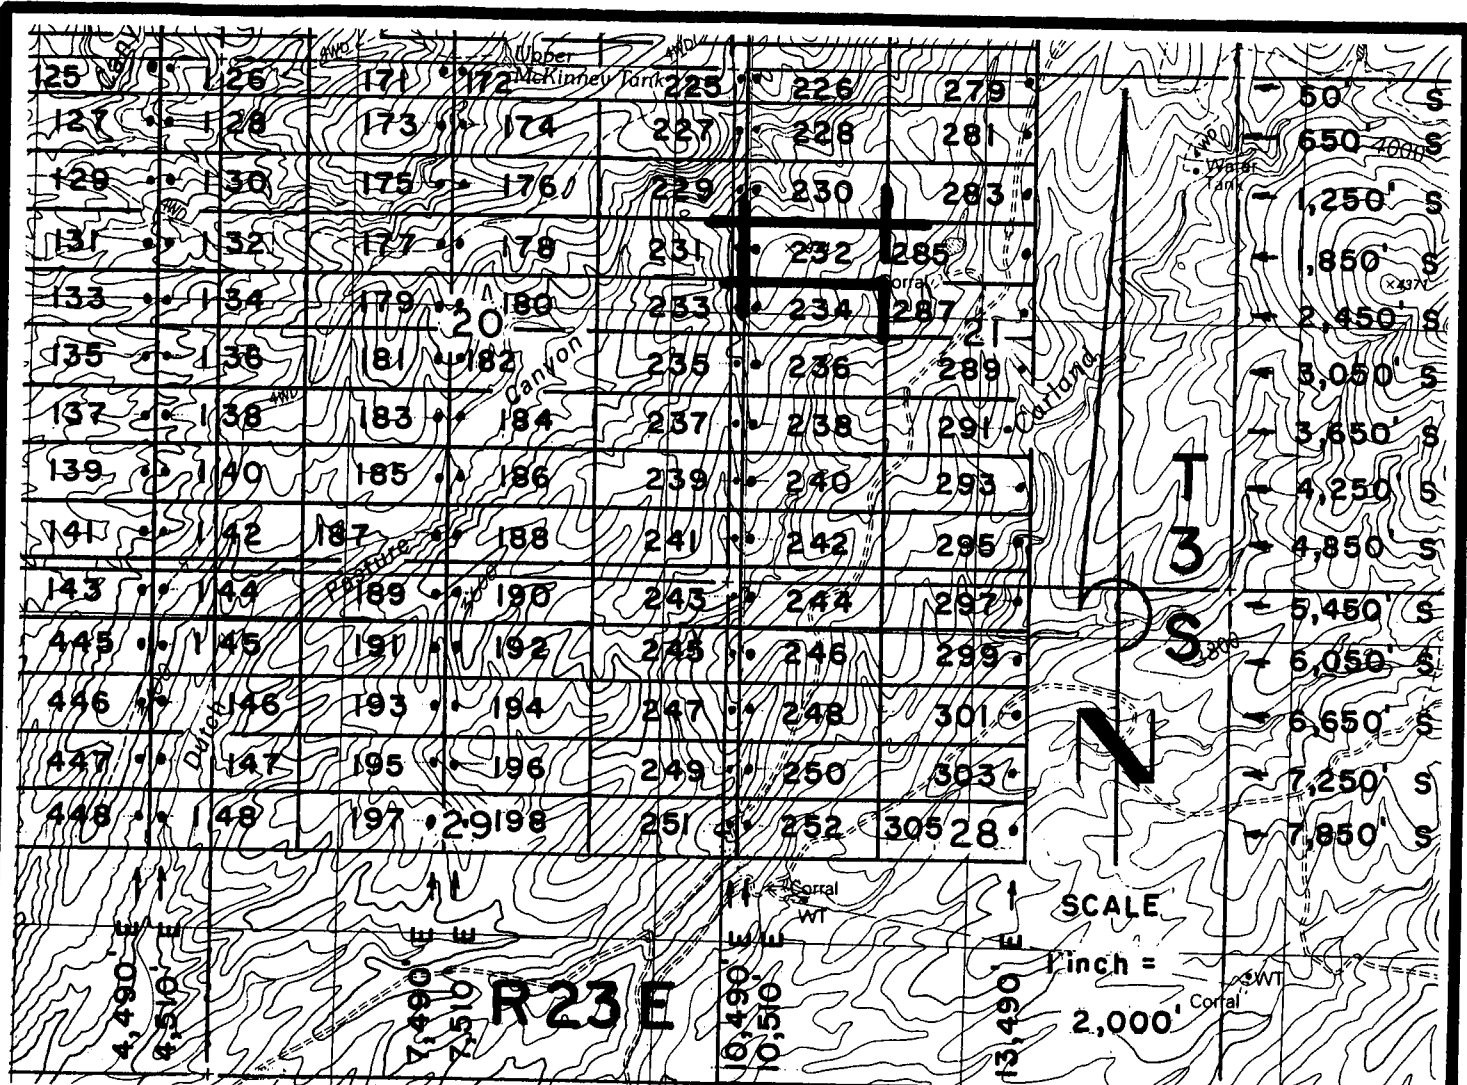 Upper
4WD 4WD
125 126 171 172 McKinney Tank 225 226 279 50' S
127 128 173 174 227 228 281 650' 4000 S
Water
Tank
129 130 175 176 229 230 283 1,250' S
4WD
131 132 177 178 231 232 285 1,850' S
Corral ×4371
133 134 179 180 233 234 287 2,450' S
20 21
135 136 181 182 235 236 289 3,050' S
4WD Canyon Garland
137 138 183 184 237 238 291 3,650' S
139 140 185 186 239 240 293 T 4,250' S
141 142 187 188 241 242 295 3 4,850' S
Pasture
143 144 189 190 243 244 297 5,450' S
445 145 191 192 245 246 299 S 3800 6,050' S
446 146 193 194 247 248 301 6,650' S
Dutch N
447 147 195 196 249 250 303 7,250' S
448 148 197 29 198 251 252 305 28 7,850' S
Corral
WT
SCALE
1 inch =
2,000'
WT
Corral
4,490' E
4,510' E
7,490' E
7,510' E
R 23 E
10,490' E
10,510' E
13,490' E